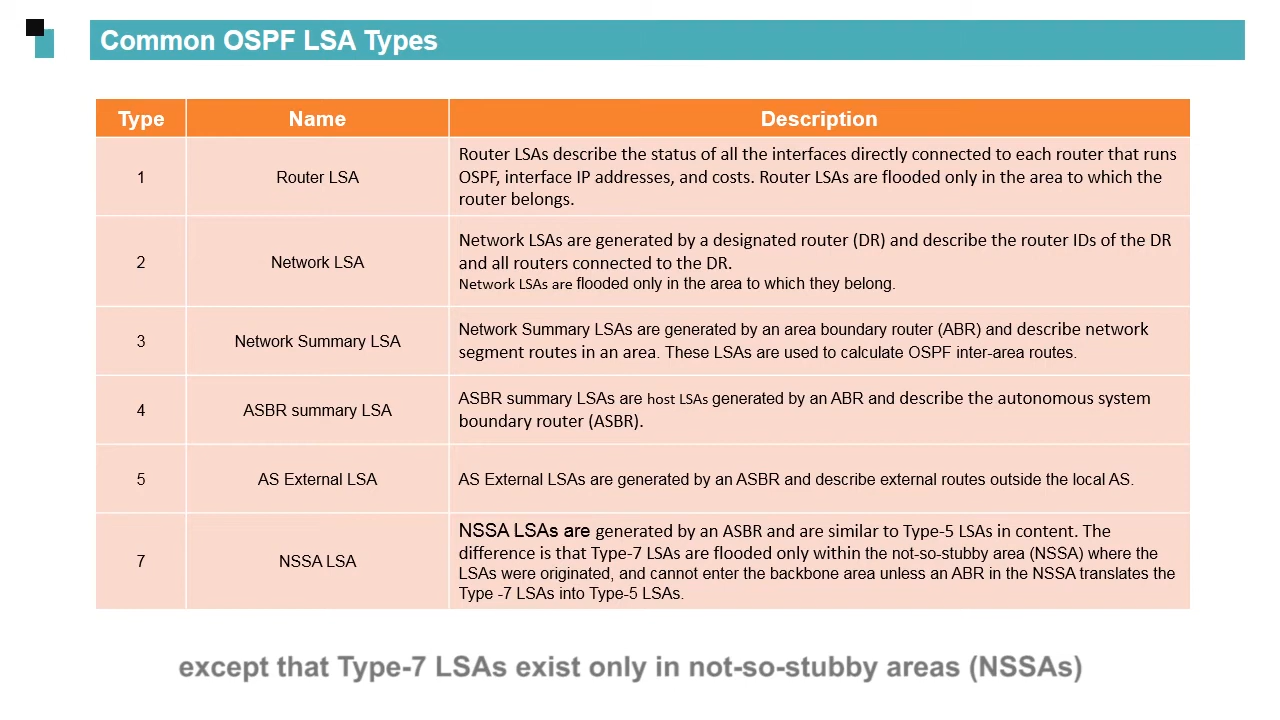 Common OSPF LSA Types
Type Name Description
1 Router LSA
Router LSAs describe the status of all the interfaces directly connected to each router that runs
OSPF, interface IP addresses, and costs. Router LSAs are flooded only in the area to which the
router belongs.
2 Network LSA
Network LSAs are generated by a designated router (DR) and describe the router IDs of the DR
and all routers connected to the DR.
Network LSAs are flooded only in the area to which they belong.
3 Network Summary LSA
Network Summary LSAs are generated by an area boundary router (ABR) and describe network
segment routes in an area. These LSAs are used to calculate OSPF inter-area routes.
4 ASBR summary LSA
ASBR summary LSAs are host LSAs generated by an ABR and describe the autonomous system
boundary router (ASBR).
5 AS External LSA
AS External LSAs are generated by an ASBR and describe external routes outside the local AS.
7 NSSA LSA
NSSA LSAs are generated by an ASBR and are similar to Type-5 LSAs in content. The
difference is that Type-7 LSAs are flooded only within the not-so-stubby area (NSSA) where the
LSAs were originated, and cannot enter the backbone area unless an ABR in the NSSA translates the
Type -7 LSAs into Type-5 LSAs.
except that Type-7 LSAs exist only in not-so-stubby areas (NSSAs)